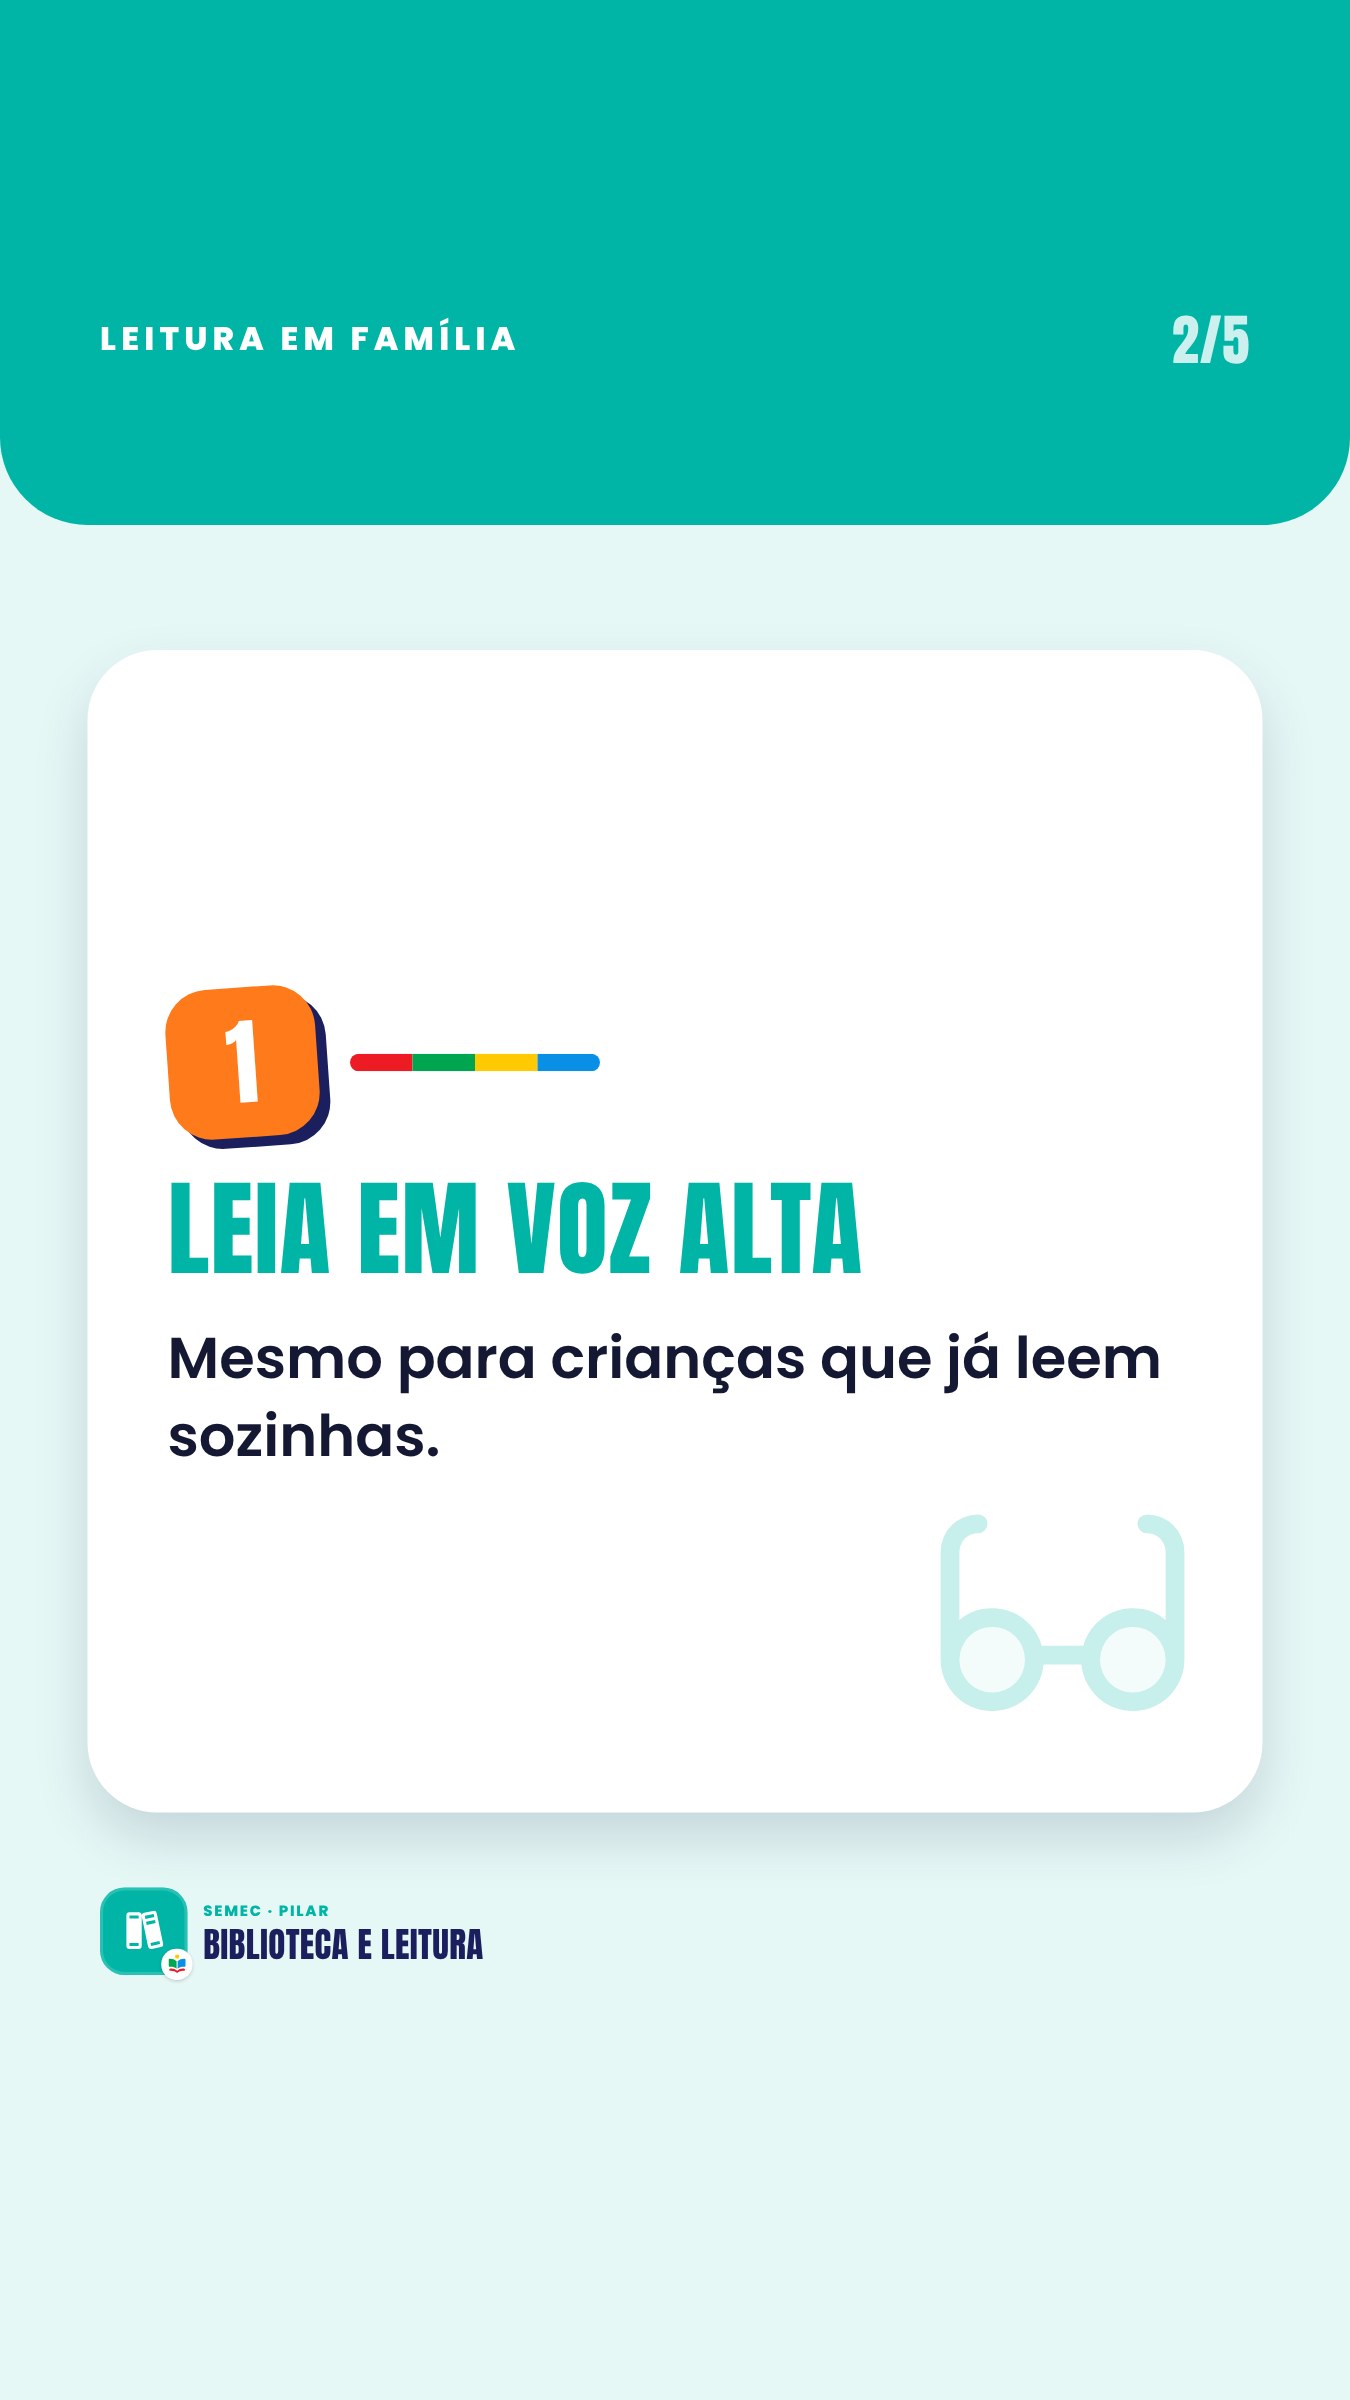 LEITURA EM FAMÍLIA
2/5
1
LEIA EM VOZ ALTA
Mesmo para crianças que já leem
sozinhas.
SEMEC · PILAR
BIBLIOTECA E LEITURA